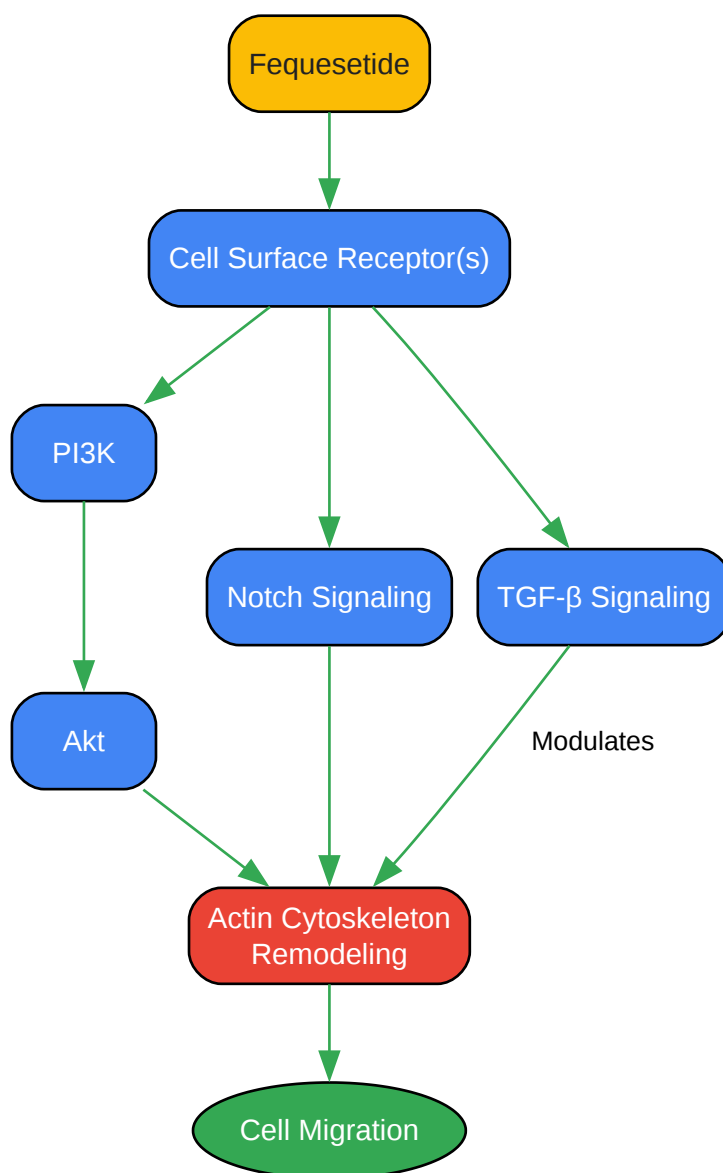 Fequesetide
Cell Surface Receptor(s)
PI3K
Notch Signaling
TGF-β Signaling
Akt
Modulates
Actin Cytoskeleton
Remodeling
Cell Migration